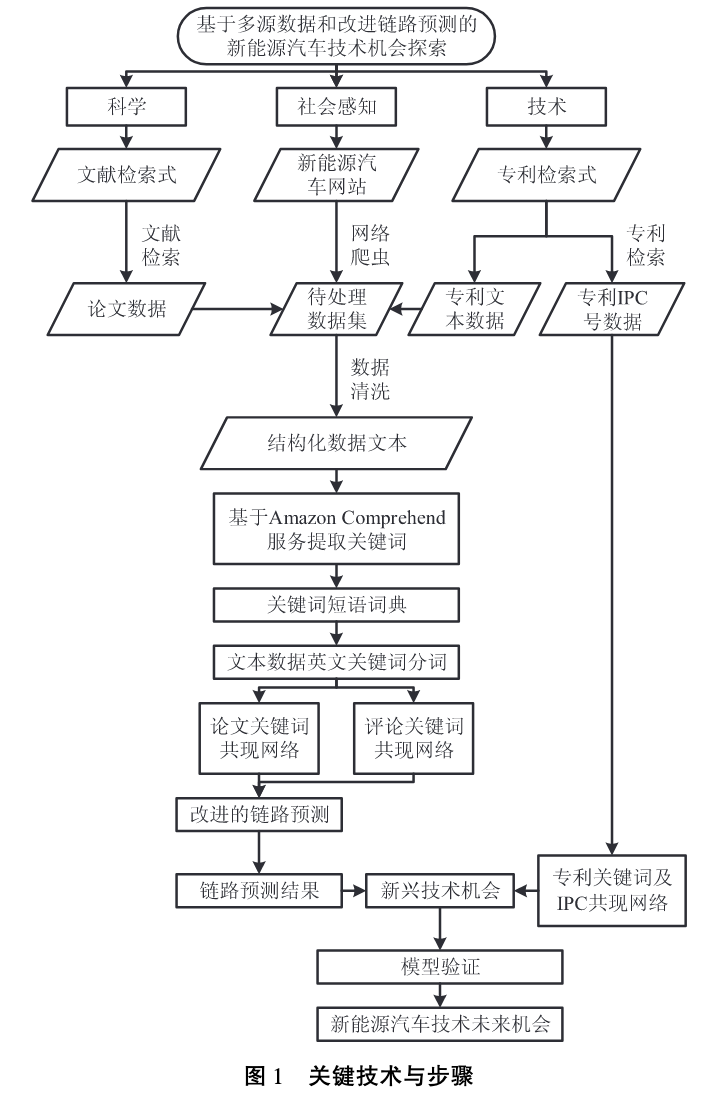 基于多源数据和改进链路预测的
新能源汽车技术机会探索
科学
社会感知
技术
文献检索式
新能源汽
车网站
专利检索式
文献
检索
网络
爬虫
专利
检索
论文数据
待处理
数据集
专利文
本数据
专利IPC
号数据
数据
清洗
结构化数据文本
基于Amazon Comprehend
服务提取关键词
关键词短语词典
文本数据英文关键词分词
论文关键词
共现网络
评论关键词
共现网络
改进的链路预测
链路预测结果
新兴技术机会
专利关键词及
IPC共现网络
模型验证
新能源汽车技术未来机会
图 1 关键技术与步骤